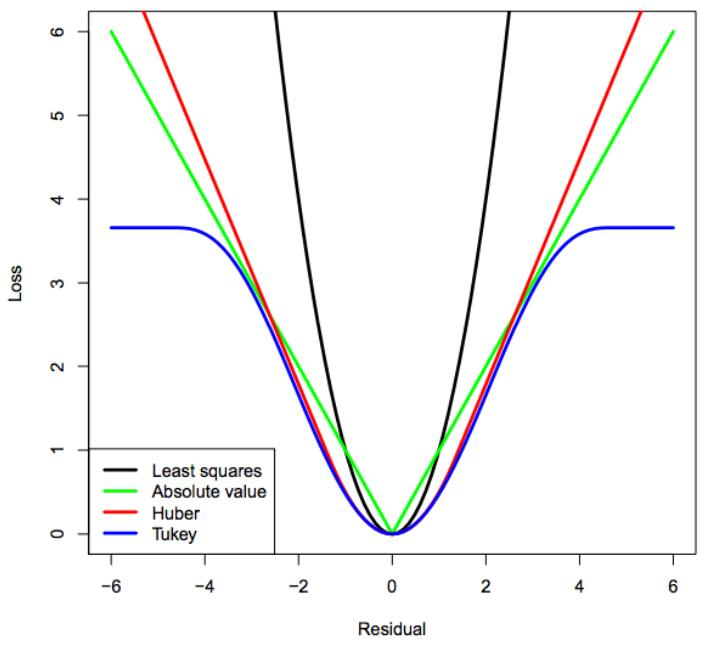 6
5
4
3
2
1
0
Loss
Least squares
Absolute value
Huber
Tukey
−6 −4 −2 0 2 4 6
Residual